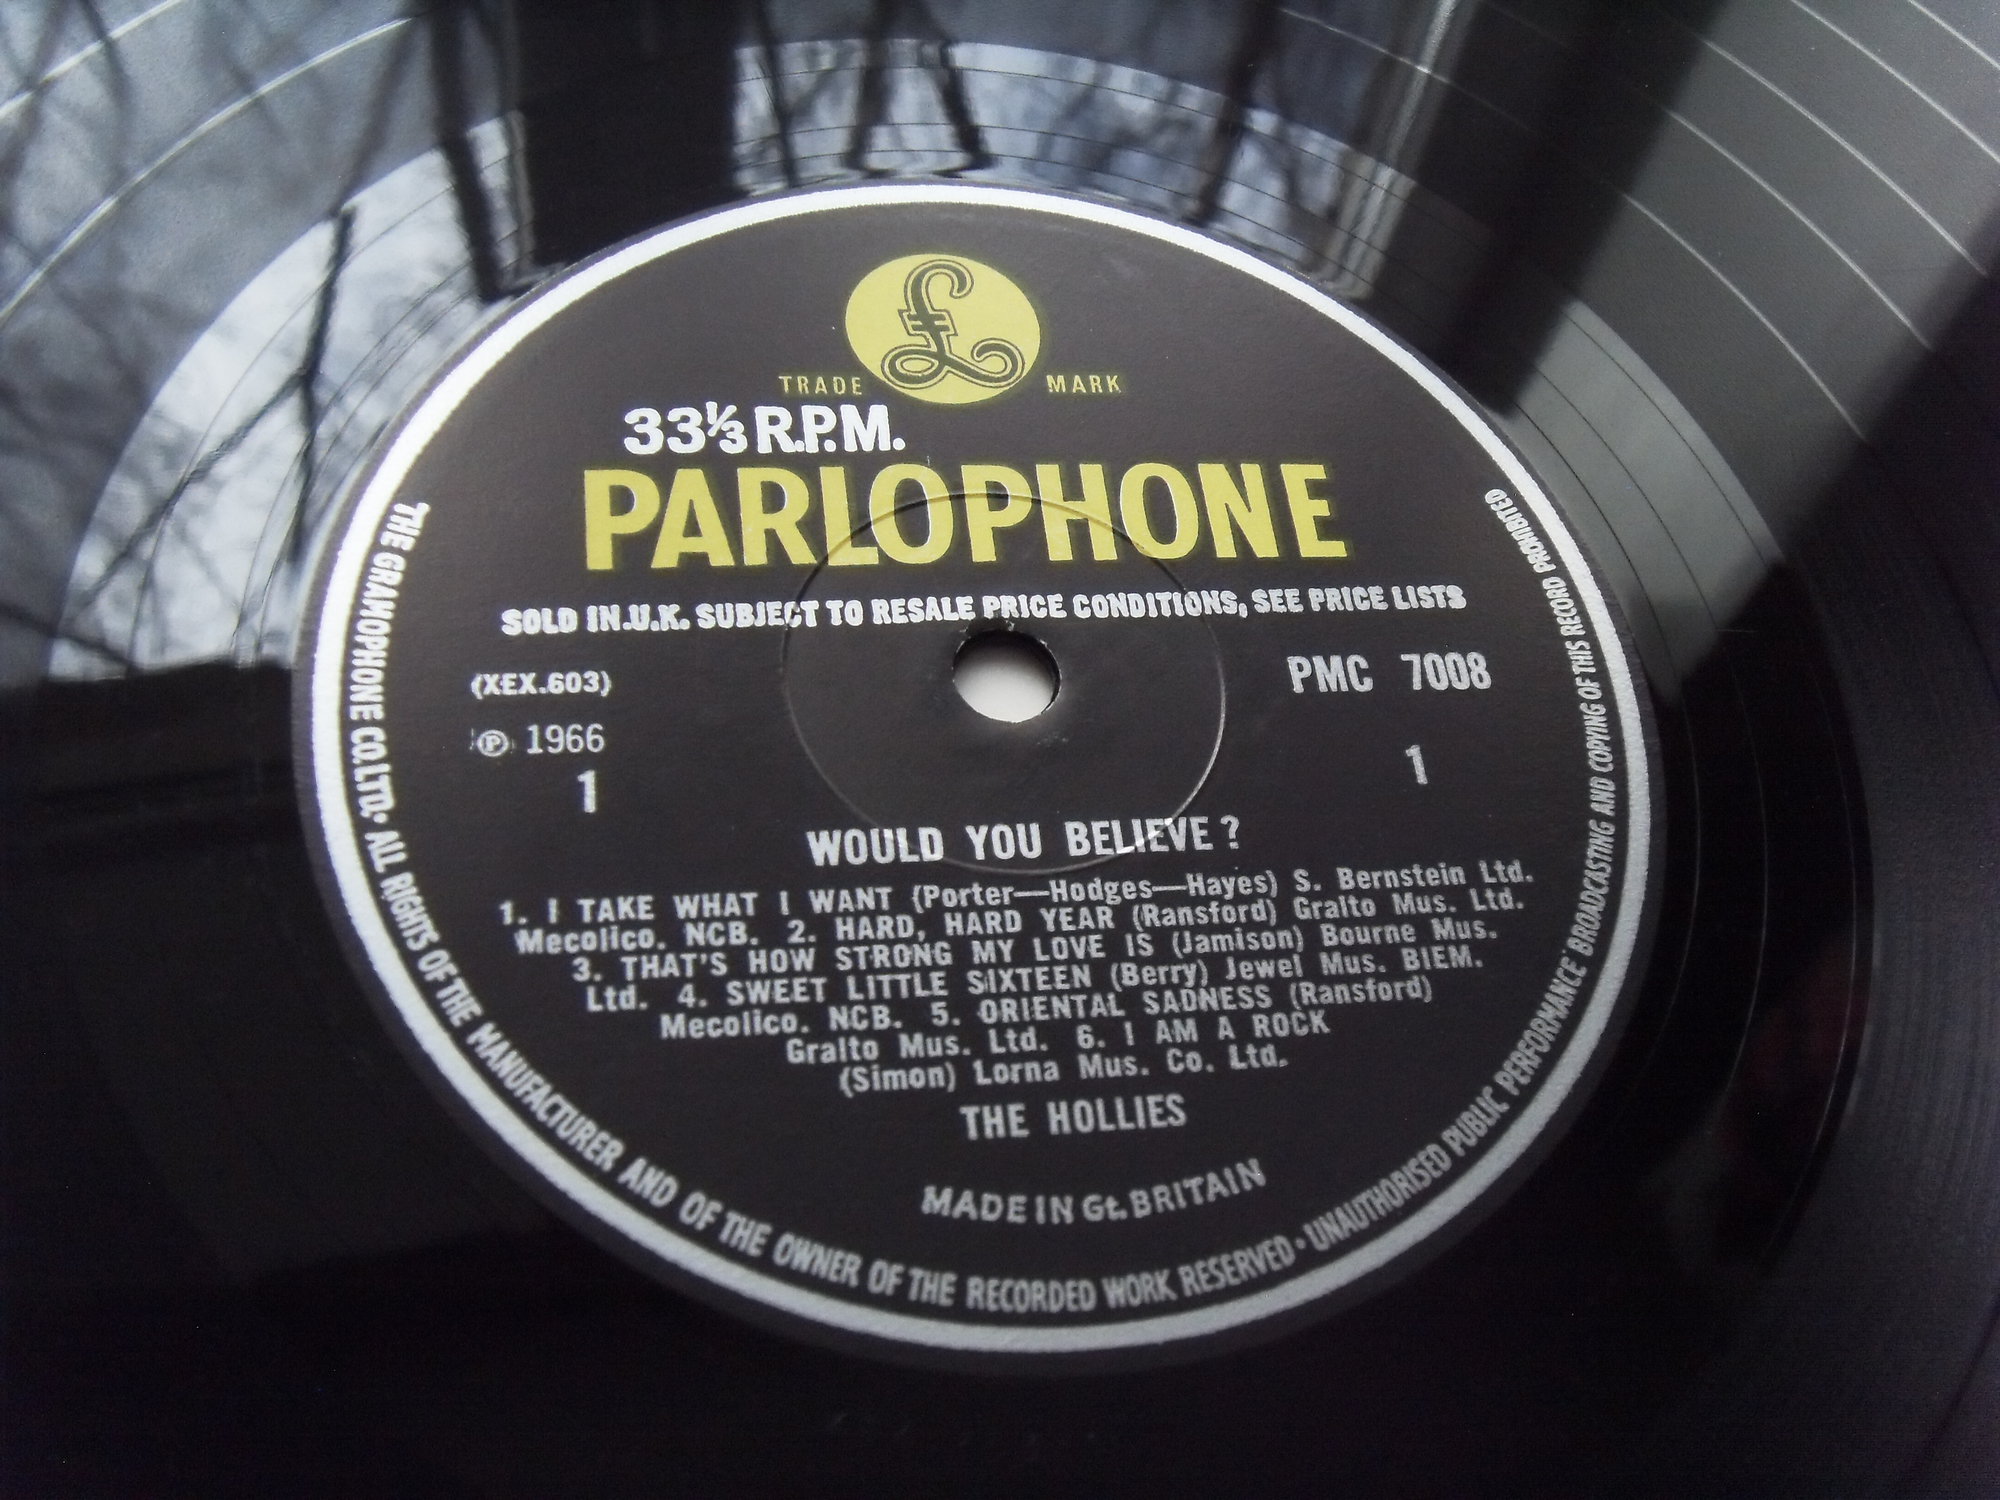 £
TRADE MARK
33⅓ R.P.M.
PARLOPHONE
SOLD IN.U.K. SUBJECT TO RESALE PRICE CONDITIONS, SEE PRICE LISTS
(XEX.603)
PMC 7008
Ⓟ 1966
1
1
WOULD YOU BELIEVE?
1. I TAKE WHAT I WANT (Porter—Hodges—Hayes) S. Bernstein Ltd.
Mecolico. NCB. 2. HARD, HARD YEAR (Ransford) Gralto Mus. Ltd.
3. THAT'S HOW STRONG MY LOVE IS (Jamison) Bourne Mus.
Ltd. 4. SWEET LITTLE SIXTEEN (Berry) Jewel Mus. BIEM.
Mecolico. NCB. 5. ORIENTAL SADNESS (Ransford)
Gralto Mus. Ltd. 6. I AM A ROCK
(Simon) Lorna Mus. Co. Ltd.
THE HOLLIES
MADE IN Gt. BRITAIN
THE GRAMOPHONE CO. LTD. • ALL RIGHTS OF THE MANUFACTURER AND OF THE OWNER OF THE RECORDED WORK RESERVED • UNAUTHORISED PUBLIC PERFORMANCE BROADCASTING AND COPYING OF THIS RECORD PROHIBITED